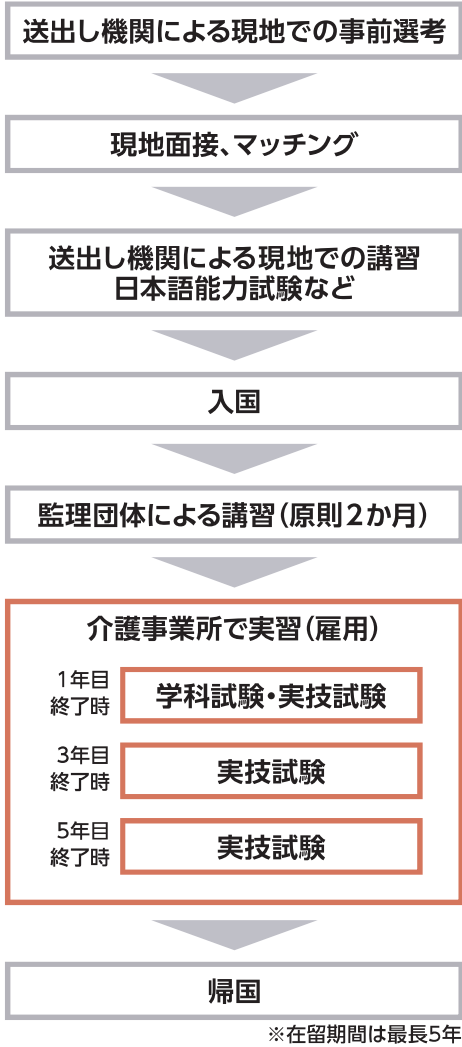 送出し機関による現地での事前選考
現地面接、マッチング
送出し機関による現地での講習
日本語能力試験など
入国
監理団体による講習（原則２か月）
介護事業所で実習（雇用）
1年目
終了時
学科試験・実技試験
3年目
終了時
実技試験
5年目
終了時
実技試験
帰国
※在留期間は最長5年